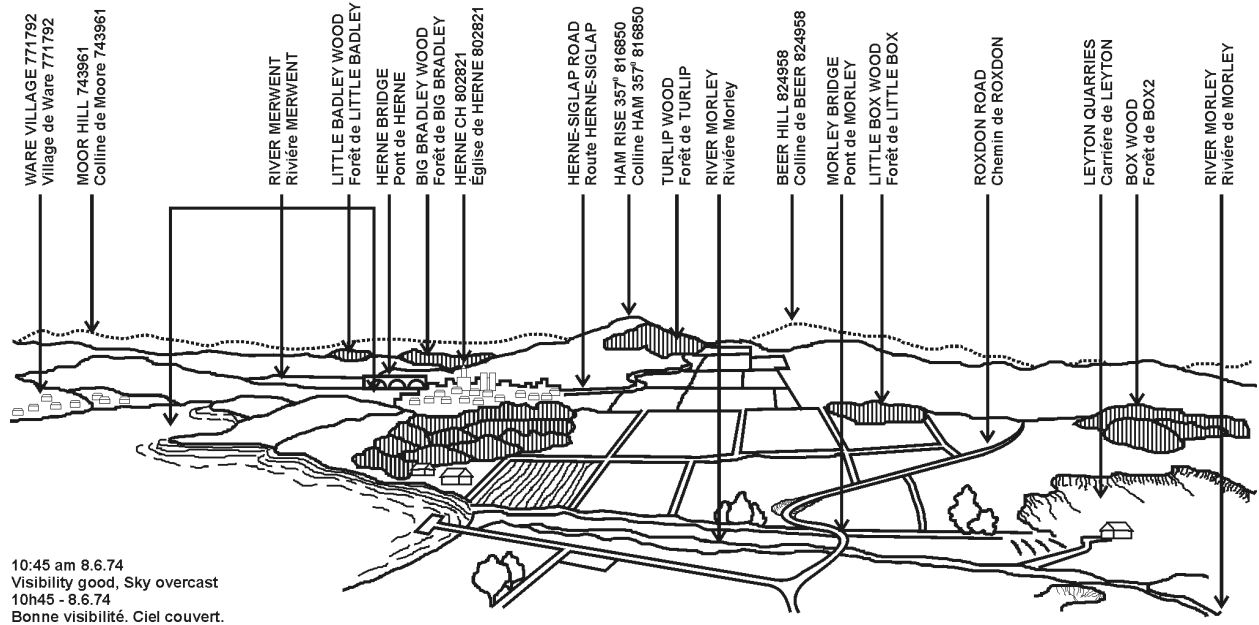 WARE VILLAGE 771792
Village de Ware 771792
MOOR HILL 743961
Colline de Moore 743961
RIVER MERWENT
Riviére MERWENT
LITTLE BADLEY WOOD
Forêt de LITTLE BADLEY
HERNE BRIDGE
Pont de HERNE
BIG BRADLEY WOOD
Forêt de BIG BRADLEY
HERNE CH 802821
Église de HERNE 802821
HERNE-SIGLAP ROAD
Route HERNE-SIGLAP
HAM RISE 357º 816850
Colline HAM 357º 816850
TURLIP WOOD
Forêt de TURLIP
RIVER MORLEY
Riviére Morley
BEER HILL 824958
Colline de BEER 824958
MORLEY BRIDGE
Pont de MORLEY
LITTLE BOX WOOD
Forêt de LITTLE BOX
ROXDON ROAD
Chemin de ROXDON
LEYTON QUARRIES
Carriére de LEYTON
BOX WOOD
Forêt de BOX2
RIVER MORLEY
Riviére de MORLEY
10:45 am 8.6.74
Visibility good, Sky overcast
10h45 - 8.6.74
Bonne visibilité. Ciel couvert.